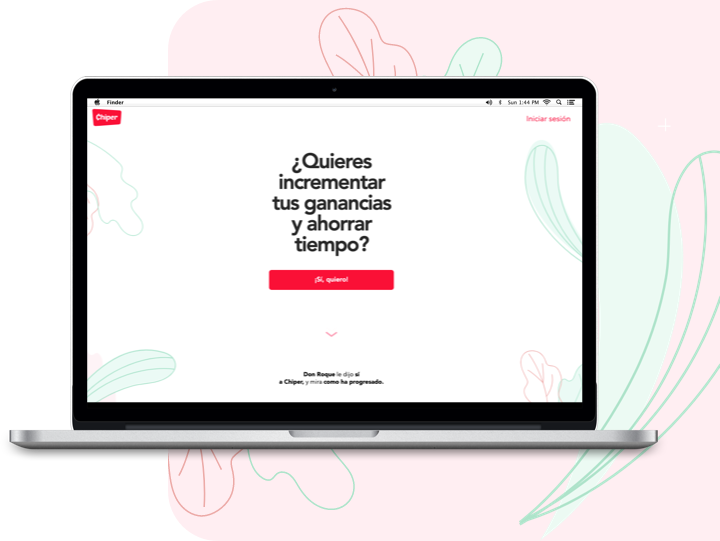 Finder
Sun 1:44 PM
Chiper
Iniciar sesión
¿Quieres
incrementar
tus ganancias
y ahorrar
tiempo?
¡Sí, quiero!
Don Roque le dijo sí
a Chiper, y mira como ha progresado.